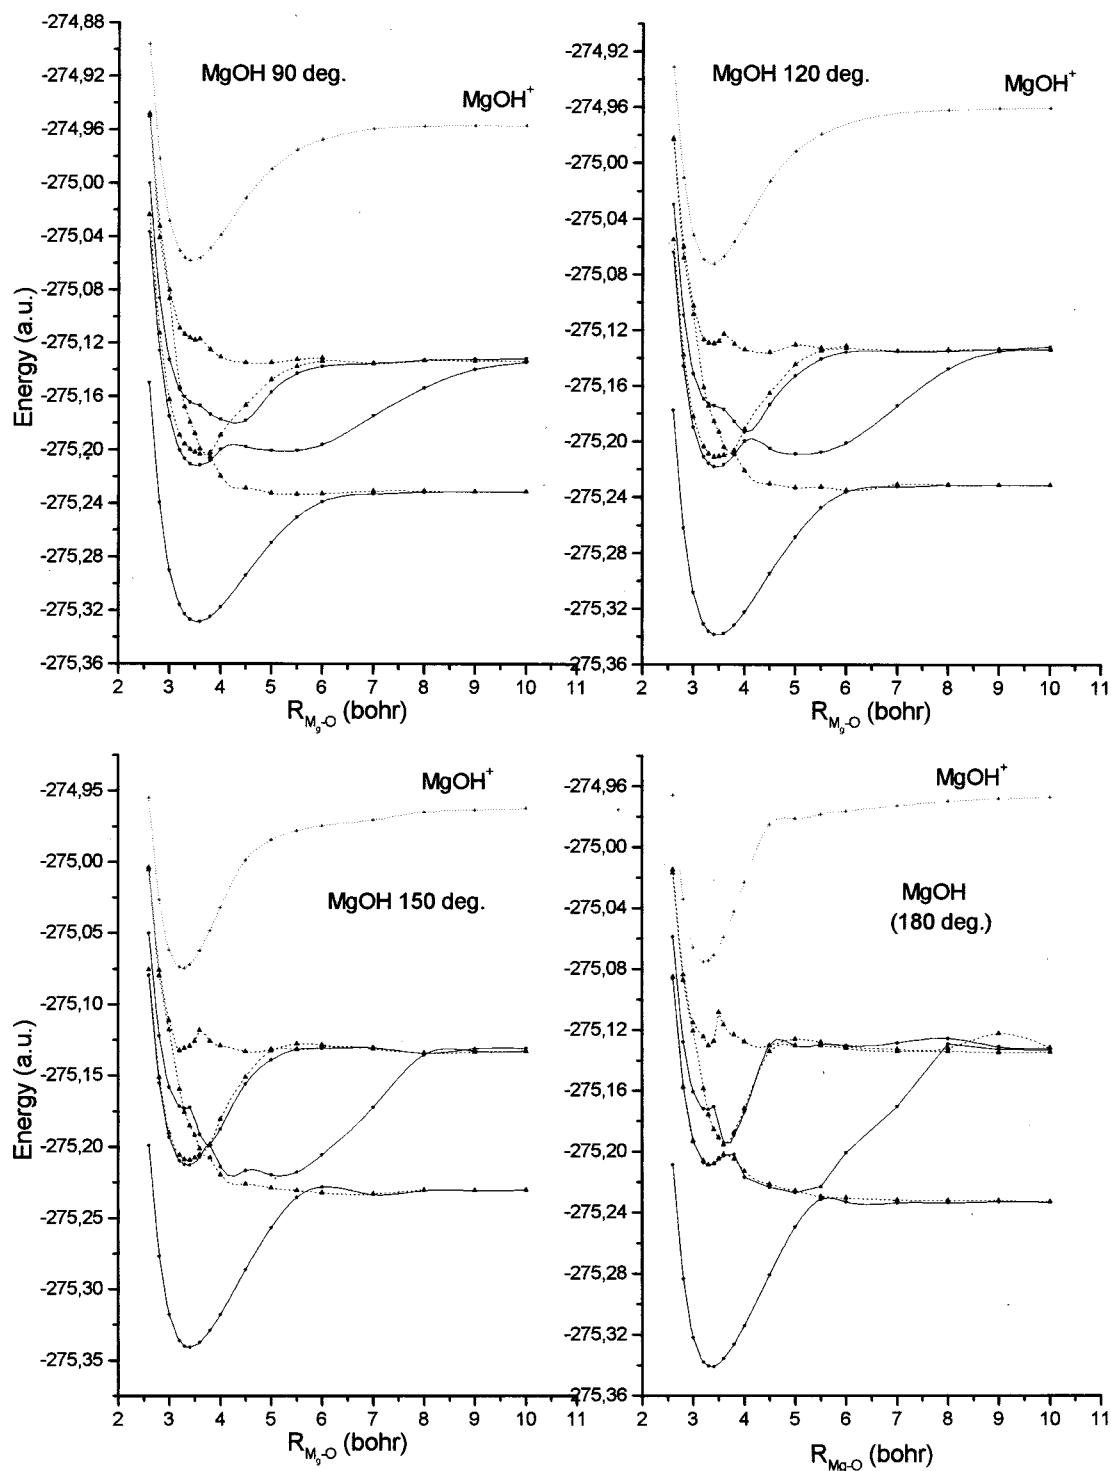 -274,88
-274,92
-274,96
-275,00
-275,04
-275,08
-275,12
-275,16
-275,20
-275,24
-275,28
-275,32
-275,36
Energy (a.u.)
MgOH 90 deg.
MgOH⁺
2 3 4 5 6 7 8 9 10 11
R Mg-O (bohr)
-274,92
-274,96
-275,00
-275,04
-275,08
-275,12
-275,16
-275,20
-275,24
-275,28
-275,32
-275,36
MgOH 120 deg.
MgOH⁺
2 3 4 5 6 7 8 9 10 11
R Mg-O (bohr)
-274,95
-275,00
-275,05
-275,10
-275,15
-275,20
-275,25
-275,30
-275,35
Energy (a.u.)
MgOH⁺
MgOH 150 deg.
2 3 4 5 6 7 8 9 10 11
R Mg-O (bohr)
-274,96
-275,00
-275,04
-275,08
-275,12
-275,16
-275,20
-275,24
-275,28
-275,32
-275,36
MgOH⁺
MgOH
(180 deg.)
2 3 4 5 6 7 8 9 10 11
R Mg-O (bohr)